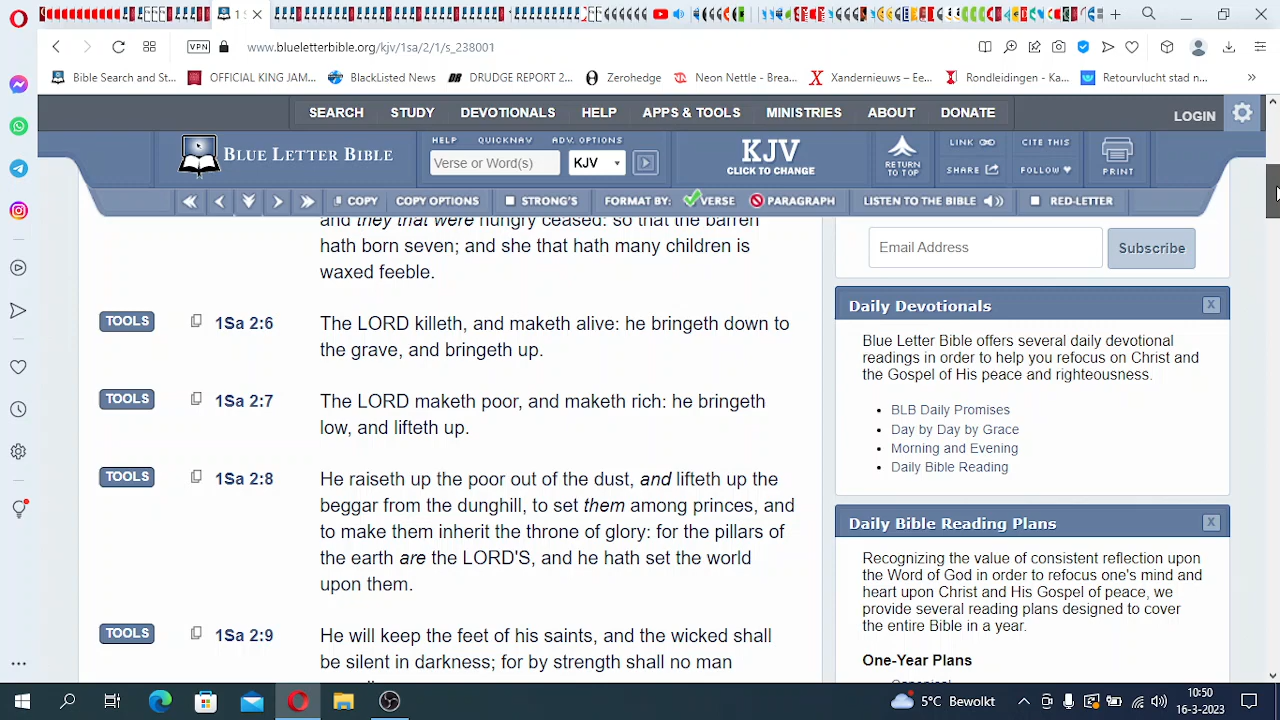 1 S
VPN
www.blueletterbible.org/kjv/1sa/2/1/s_238001
Bible Search and St...
OFFICIAL KING JAM...
BlackListed News
DRUDGE REPORT 2...
Zerohedge
Neon Nettle - Brea...
Xandernieuws – Ee...
Rondleidingen - Ka...
Retourvlucht stad n...
SEARCH
STUDY
DEVOTIONALS
HELP
APPS & TOOLS
MINISTRIES
ABOUT
DONATE
LOGIN
BLUE LETTER BIBLE
HELP
QUICKNAV
ADV. OPTIONS
Verse or Word(s)
KJV
KJV
CLICK TO CHANGE
RETURN
TO TOP
LINK
CITE THIS
SHARE
FOLLOW
PRINT
COPY
COPY OPTIONS
STRONG'S
FORMAT BY:
VERSE
PARAGRAPH
LISTEN TO THE BIBLE
RED-LETTER
and they that were hungry ceased: so that the barren
hath born seven; and she that hath many children is
waxed feeble.
TOOLS
1Sa 2:6
The LORD killeth, and maketh alive: he bringeth down to
the grave, and bringeth up.
TOOLS
1Sa 2:7
The LORD maketh poor, and maketh rich: he bringeth
low, and lifteth up.
TOOLS
1Sa 2:8
He raiseth up the poor out of the dust, and lifteth up the
beggar from the dunghill, to set them among princes, and
to make them inherit the throne of glory: for the pillars of
the earth are the LORD'S, and he hath set the world
upon them.
TOOLS
1Sa 2:9
He will keep the feet of his saints, and the wicked shall
be silent in darkness; for by strength shall no man
Email Address
Subscribe
Daily Devotionals
X
Blue Letter Bible offers several daily devotional
readings in order to help you refocus on Christ and
the Gospel of His peace and righteousness.
BLB Daily Promises
Day by Day by Grace
Morning and Evening
Daily Bible Reading
Daily Bible Reading Plans
X
Recognizing the value of consistent reflection upon
the Word of God in order to refocus one's mind and
heart upon Christ and His Gospel of peace, we
provide several reading plans designed to cover
the entire Bible in a year.
One-Year Plans
5°C Bewolkt
10:50
16-3-2023